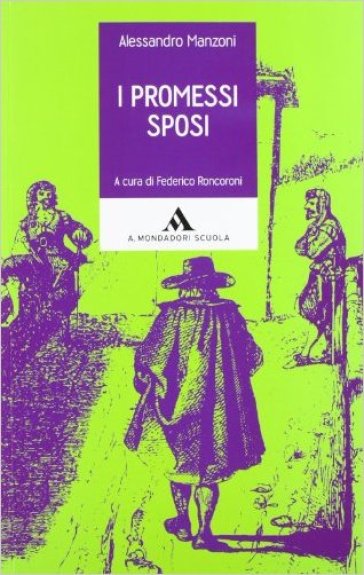 Alessandro Manzoni
I PROMESSI
SPOSI
A cura di Federico Roncoroni
A. MONDADORI SCUOLA